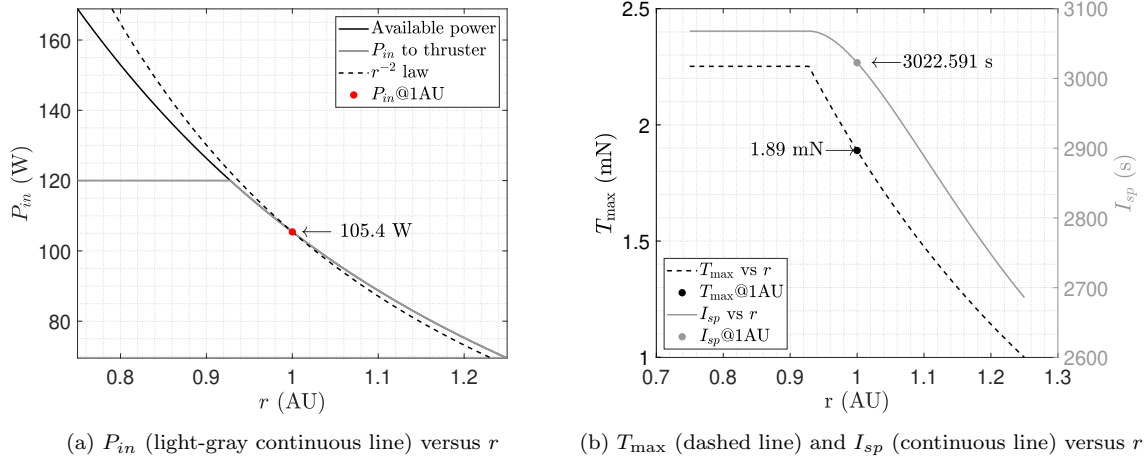 160
140
120
100
80
P_in (W)
0.8 0.9 1 1.1 1.2
r (AU)
Available power
P_in to thruster
r^{-2} law
P_in@1AU
105.4 W
(a) P_in (light-gray continuous line) versus r
2.5
2
1.5
1
T_max (mN)
3100
3000
2900
2800
2700
2600
I_sp (s)
0.7 0.8 0.9 1 1.1 1.2 1.3
r (AU)
3022.591 s
1.89 mN
T_max vs r
T_max@1AU
I_sp vs r
I_sp@1AU
(b) T_max (dashed line) and I_sp (continuous line) versus r